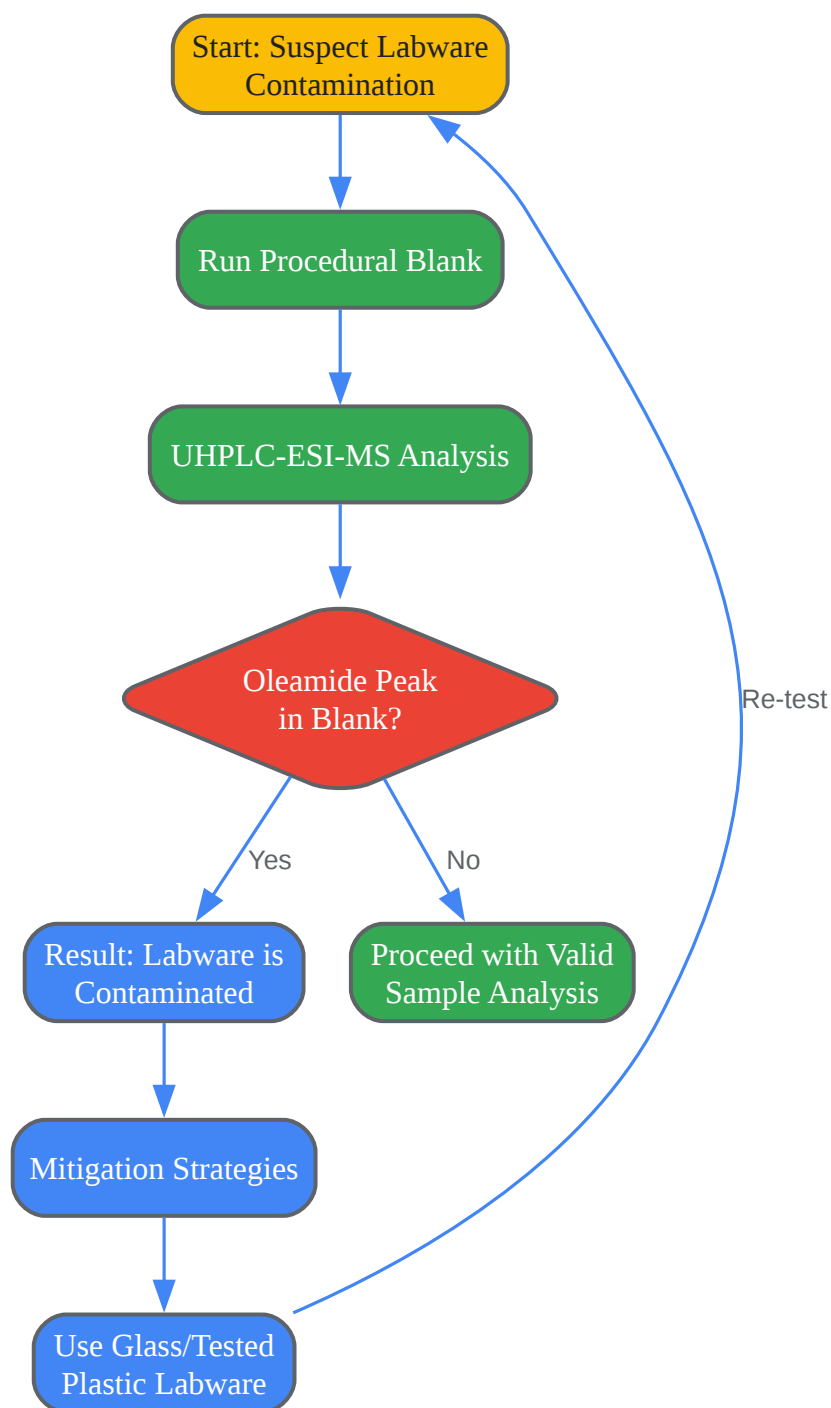 Start: Suspect Labware
Contamination
Run Procedural Blank
UHPLC-ESI-MS Analysis
Oleamide Peak
in Blank?
Re-test
Yes
No
Result: Labware is
Contaminated
Proceed with Valid
Sample Analysis
Mitigation Strategies
Use Glass/Tested
Plastic Labware